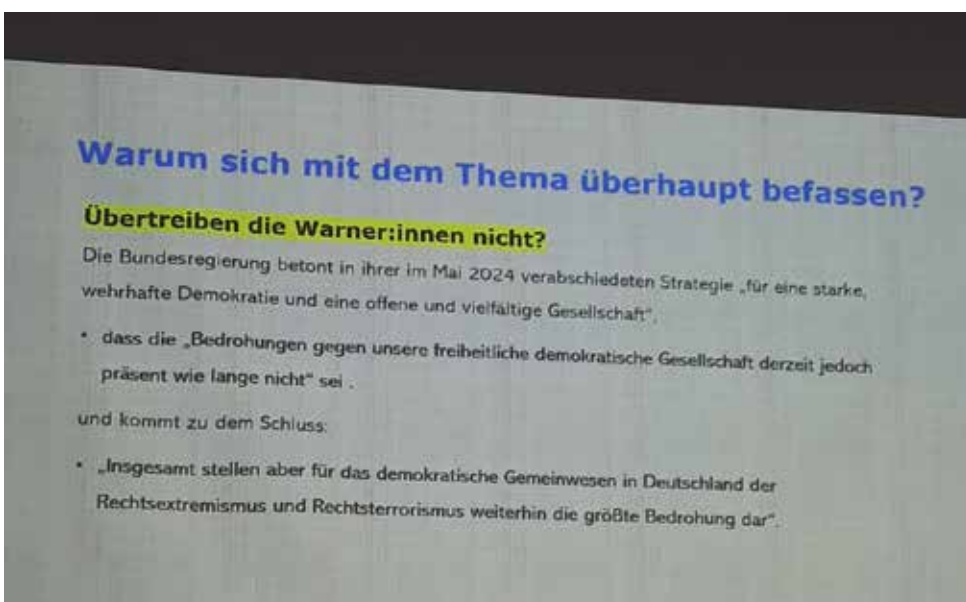 Warum sich mit dem Thema überhaupt befassen?
Übertreiben die Warner:innen nicht?
Die Bundesregierung betont in ihrer im Mai 2024 verabschiedeten Strategie „für eine starke,
wehrhafte Demokratie und eine offene und vielfältige Gesellschaft",
• dass die „Bedrohungen gegen unsere freiheitliche demokratische Gesellschaft derzeit jedoch
präsent wie lange nicht" sei .
und kommt zu dem Schluss:
• „Insgesamt stellen aber für das demokratische Gemeinwesen in Deutschland der
Rechtsextremismus und Rechtsterrorismus weiterhin die größte Bedrohung dar".